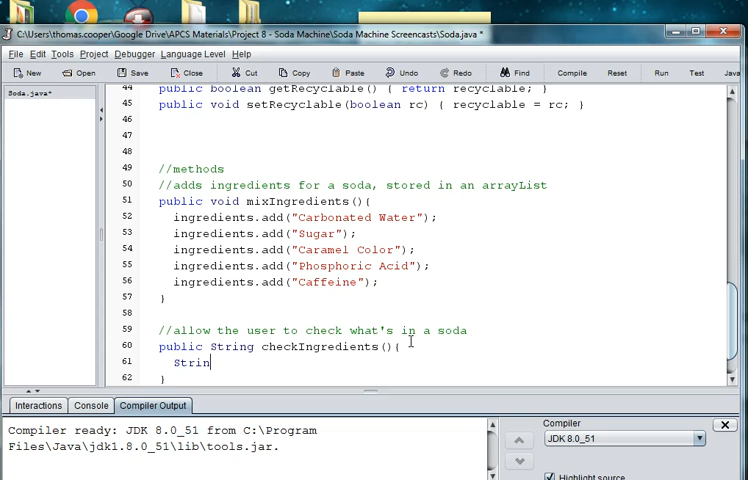 C:\Users\thomas.cooper\Google Drive\APCS Materials\Project 8 - Soda Machine\Soda Machine Screencasts\Soda.java *
File Edit Tools Project Debugger Language Level Help
New Open Save Close Cut Copy Paste Undo Redo Find Compile Reset Run Test Java
Soda.java*
44 public boolean getRecyclable() { return recyclable; }
45 public void setRecyclable(boolean rc) { recyclable = rc; }
46
47
48
49 //methods
50 //adds ingredients for a soda, stored in an arrayList
51 public void mixIngredients(){
52 ingredients.add("Carbonated Water");
53 ingredients.add("Sugar");
54 ingredients.add("Caramel Color");
55 ingredients.add("Phosphoric Acid");
56 ingredients.add("Caffeine");
57 }
58
59 //allow the user to check what's in a soda
60 public String checkIngredients(){
61 Strin
62 }
Interactions Console Compiler Output
Compiler ready: JDK 8.0_51 from C:\Program
Files\Java\jdk1.8.0_51\lib\tools.jar.
Compiler
JDK 8.0_51
Highlight source